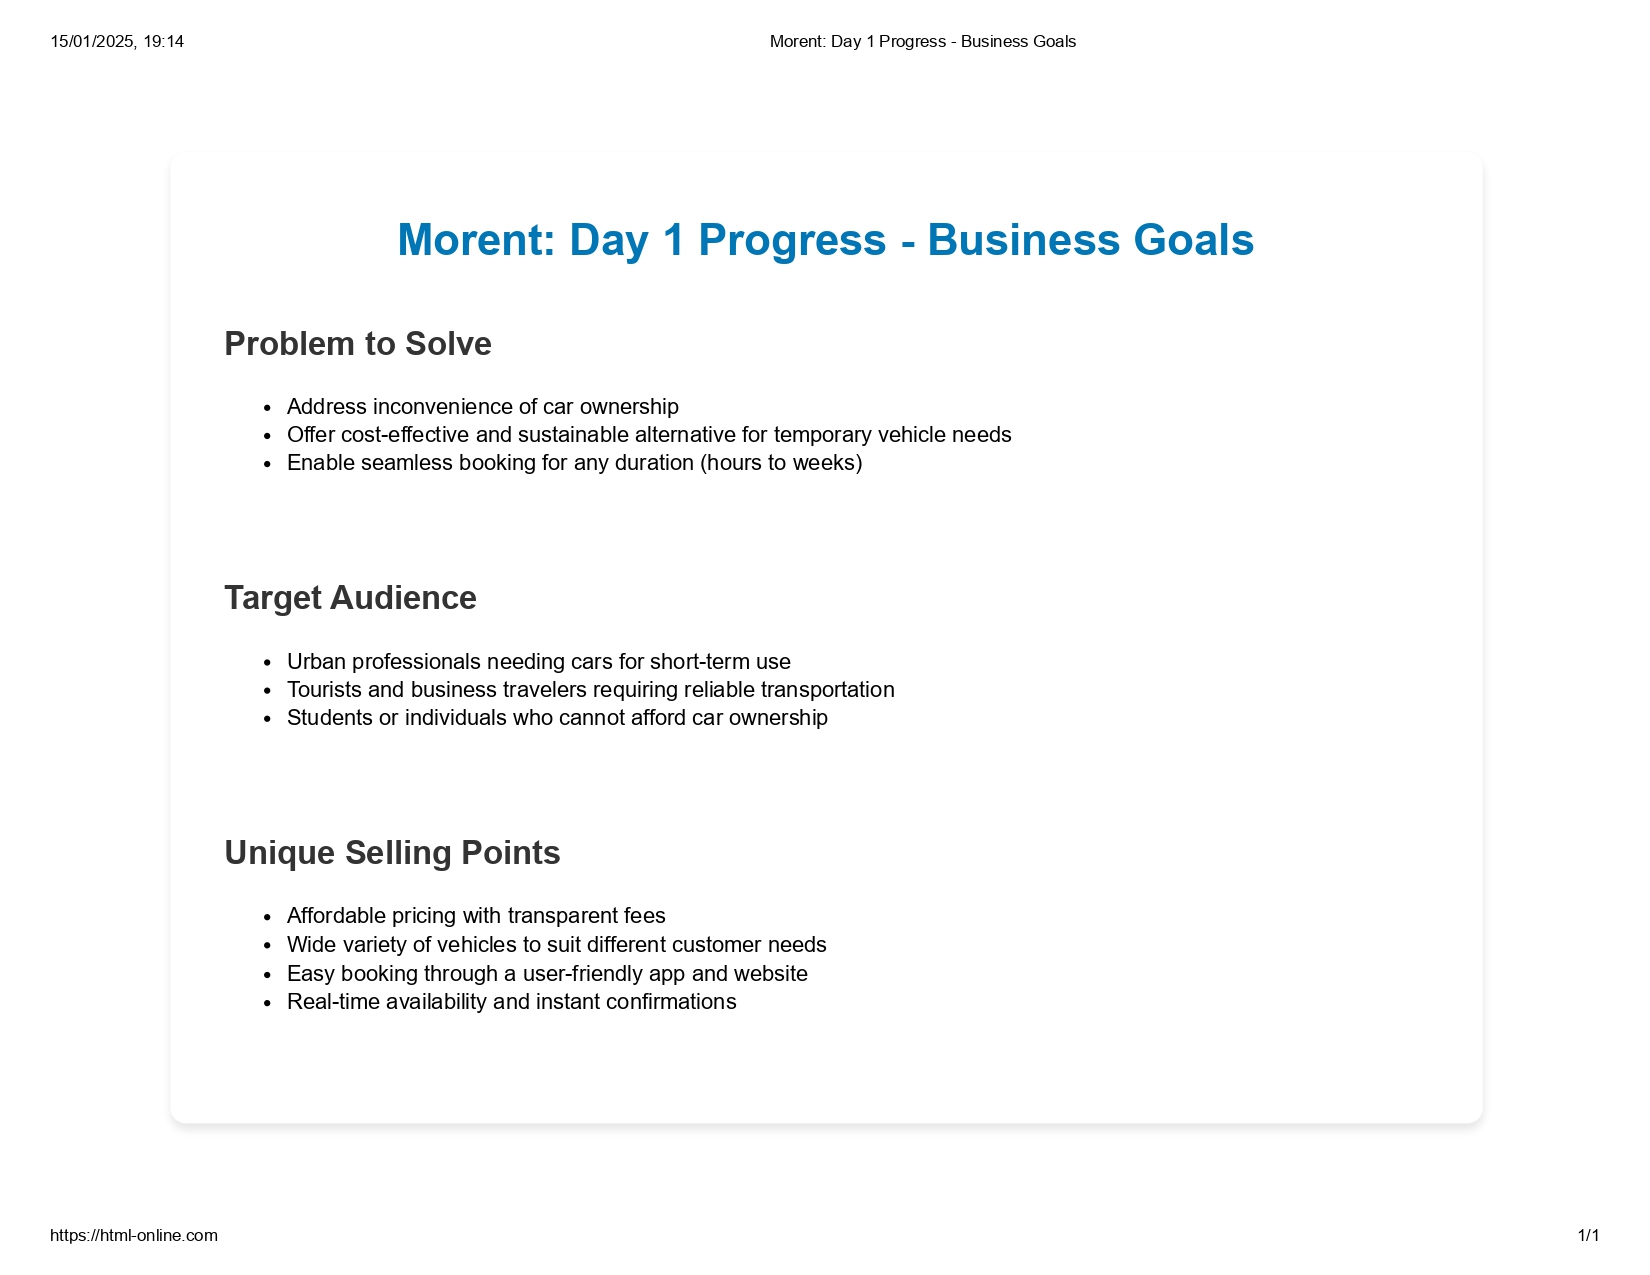 15/01/2025, 19:14
Morent: Day 1 Progress - Business Goals
Morent: Day 1 Progress - Business Goals
Problem to Solve
• Address inconvenience of car ownership
• Offer cost-effective and sustainable alternative for temporary vehicle needs
• Enable seamless booking for any duration (hours to weeks)
Target Audience
• Urban professionals needing cars for short-term use
• Tourists and business travelers requiring reliable transportation
• Students or individuals who cannot afford car ownership
Unique Selling Points
• Affordable pricing with transparent fees
• Wide variety of vehicles to suit different customer needs
• Easy booking through a user-friendly app and website
• Real-time availability and instant confirmations
https://html-online.com
1/1